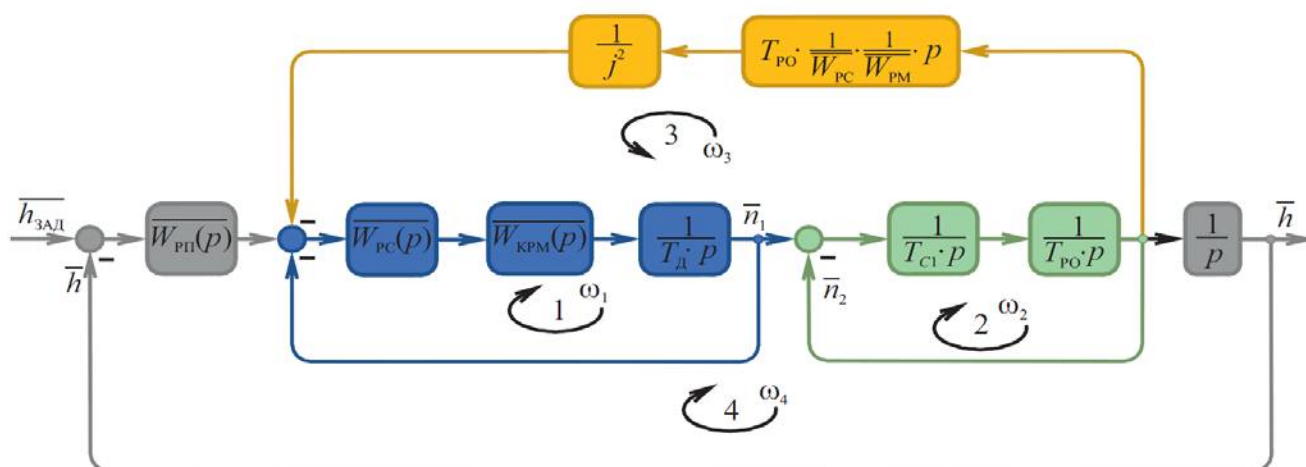 1/j² T_РО · 1/W̅_РС · 1/W̅_РМ · p
3 ω₃
h̅_ЗАД W̅_РП(p) - - W̅_РС(p) W̅_КРМ(p) 1/(T_Д · p) n̅₁ 1/(T_С1 · p) 1/(T_РО · p) 1/p h̅
h̅ - - n̅₂
1 ω₁ 2 ω₂
4 ω₄